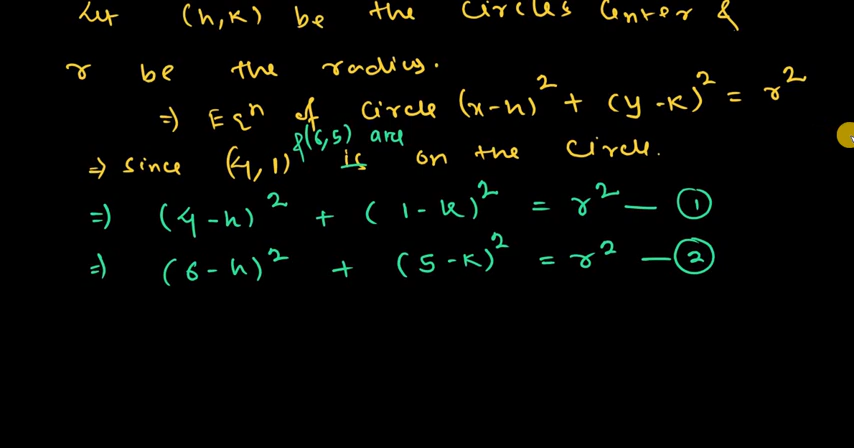 Let (h,k) be the Circles Center &
r be the radius.
⇒ Eqⁿ of Circle (x-h)² + (y-k)² = r²
⇒ since (4,1) &(6,5) are is on the Circle.
⇒ (4-h)² + (1-k)² = r² — ①
⇒ (6-h)² + (5-k)² = r² — ②